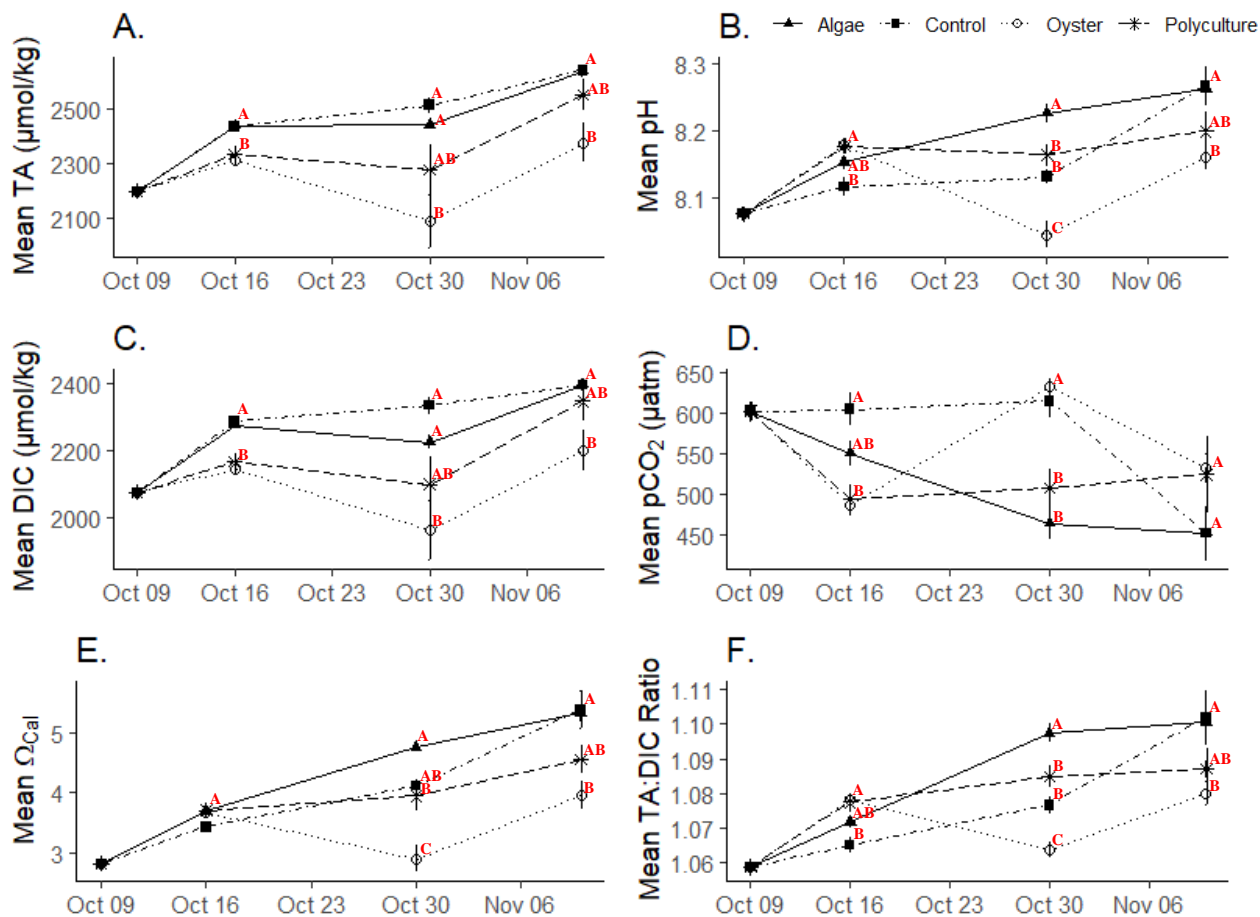 A.
B.
Algae Control Oyster Polyculture
Mean TA (µmol/kg)
2500
2300
2100
A
A
A
A
B
AB
AB
B
B
Oct 09 Oct 16 Oct 23 Oct 30 Nov 06
Mean pH
8.3
8.2
8.1
A
A
A
AB
B
AB
B
B
B
C
Oct 09 Oct 16 Oct 23 Oct 30 Nov 06
C.
Mean DIC (µmol/kg)
2400
2200
2000
A
A
A
AB
A
B
AB
B
B
Oct 09 Oct 16 Oct 23 Oct 30 Nov 06
D.
Mean pCO₂ (µatm)
650
600
550
500
450
A
A
AB
A
B
B
B
A
Oct 09 Oct 16 Oct 23 Oct 30 Nov 06
E.
Mean ΩCal
5
4
3
A
A
A
AB
AB
B
B
C
Oct 09 Oct 16 Oct 23 Oct 30 Nov 06
F.
Mean TA:DIC Ratio
1.11
1.10
1.09
1.08
1.07
1.06
A
A
A
B
AB
AB
B
B
B
C
Oct 09 Oct 16 Oct 23 Oct 30 Nov 06